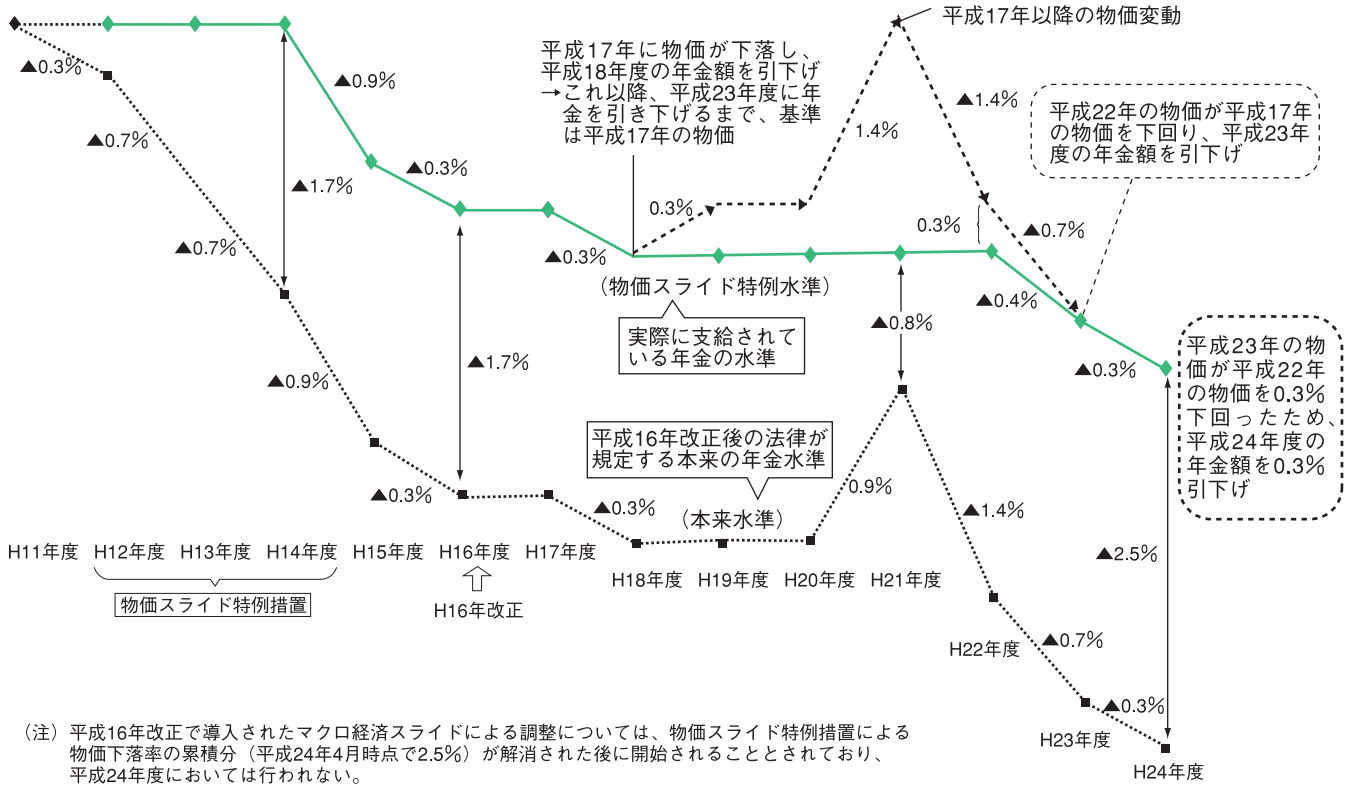 平成17年以降の物価変動
平成17年に物価が下落し、
平成18年度の年金額を引下げ
→これ以降、平成23年度に年
金を引き下げるまで、基準
は平成17年の物価
平成22年の物価が平成17年
の物価を下回り、平成23年
度の年金額を引下げ
▲0.3%
▲0.7%
▲0.7%
▲0.9%
▲0.3%
▲1.7%
▲0.9%
▲0.3%
▲1.7%
▲0.3%
▲0.3%
0.3%
1.4%
▲1.4%
0.3%
▲0.7%
▲0.4%
▲0.3%
▲0.8%
0.9%
▲1.4%
▲0.7%
▲0.3%
▲2.5%
(物価スライド特例水準)
実際に支給されて
いる年金の水準
平成16年改正後の法律が
規定する本来の年金水準
(本来水準)
平成23年の物
価が平成22年
の物価を0.3%
下回ったため、
平成24年度の
年金額を0.3%
引下げ
H11年度
H12年度
H13年度
H14年度
H15年度
H16年度
H17年度
H18年度
H19年度
H20年度
H21年度
H22年度
H23年度
H24年度
物価スライド特例措置
H16年改正
(注)平成16年改正で導入されたマクロ経済スライドによる調整については、物価スライド特例措置による
物価下落率の累積分(平成24年4月時点で2.5%)が解消された後に開始されることとされており、
平成24年度においては行われない。